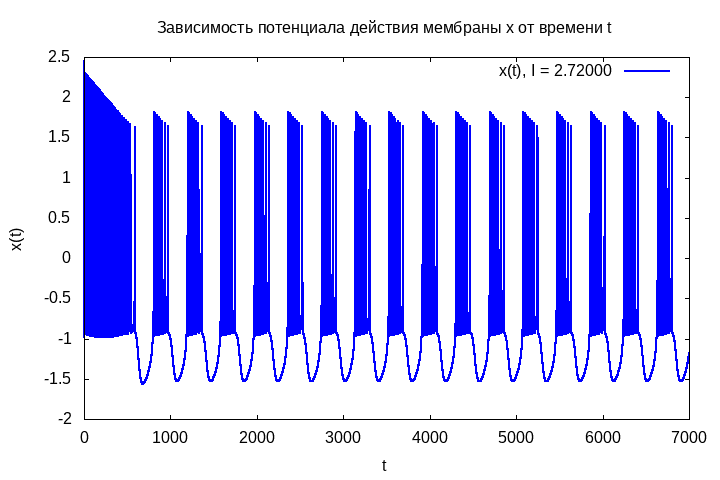 Зависимость потенциала действия мембраны x от времени t
x(t), I = 2.72000
2.5
2
1.5
1
0.5
0
-0.5
-1
-1.5
-2
x(t)
0 1000 2000 3000 4000 5000 6000 7000
t